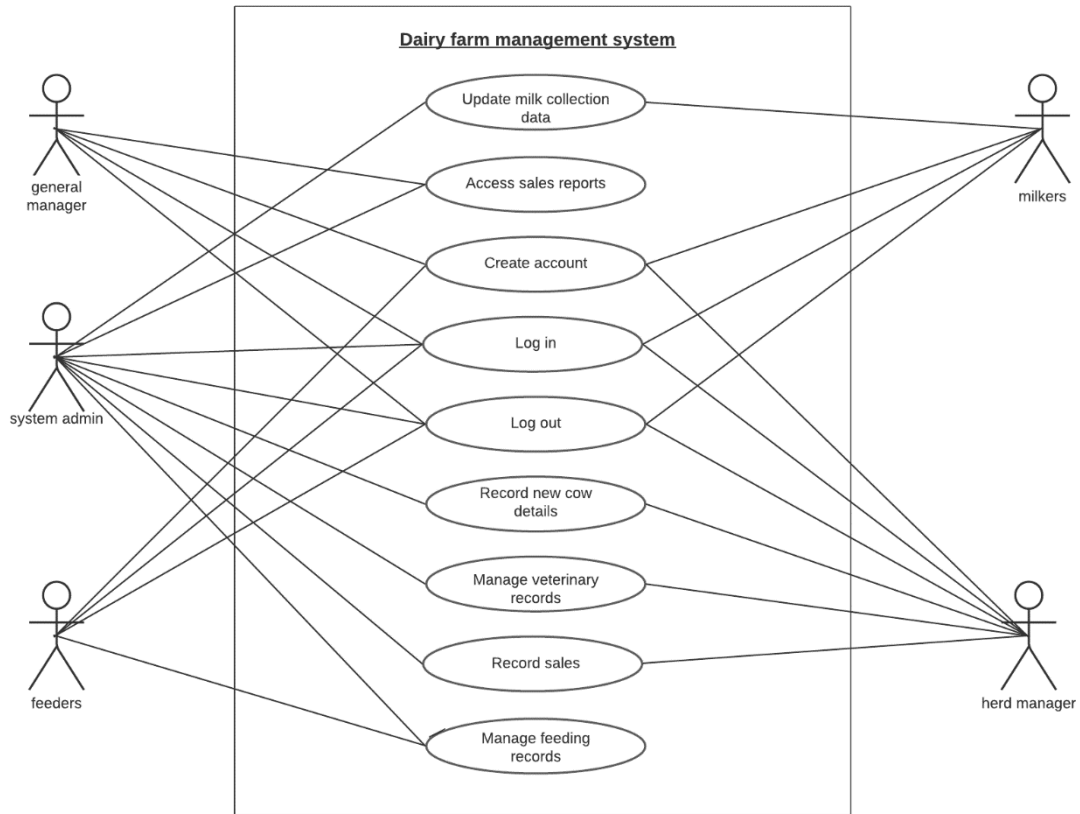 Dairy farm management system
Update milk collection
data
general
manager
Access sales reports
milkers
Create account
Log in
system admin
Log out
Record new cow
details
Manage veterinary
records
Record sales
feeders
herd manager
Manage feeding
records